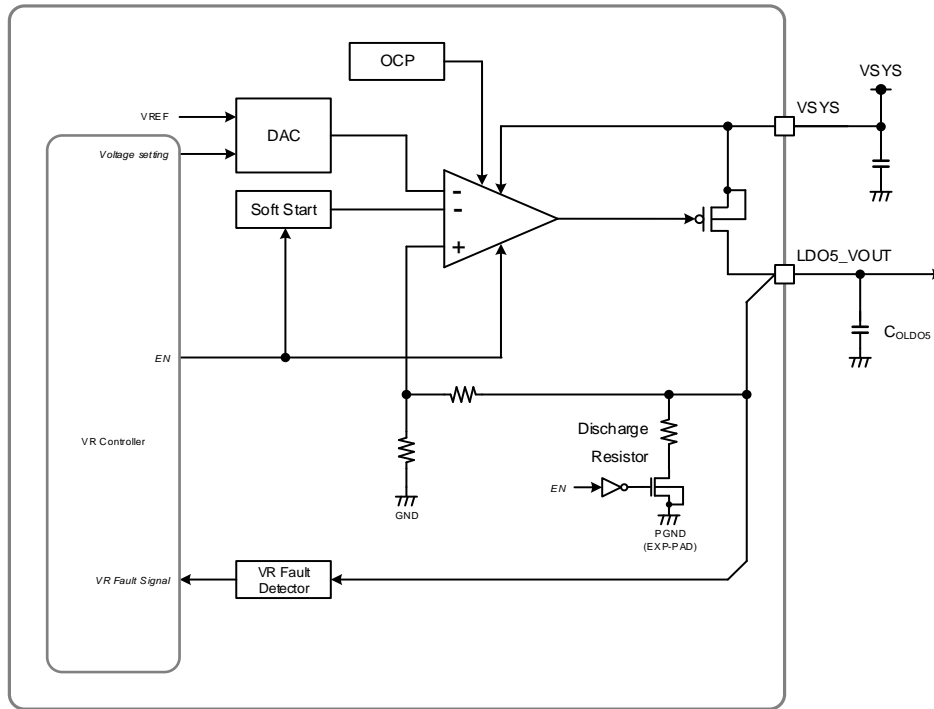 OCP
VSYS
VSYS
VREF
DAC
Voltage setting
Soft Start
-
-
+
LDO5_VOUT
COLDO5
EN
VR Controller
Discharge
Resistor
EN
GND
PGND
(EXP-PAD)
VR Fault Signal
VR Fault
Detector